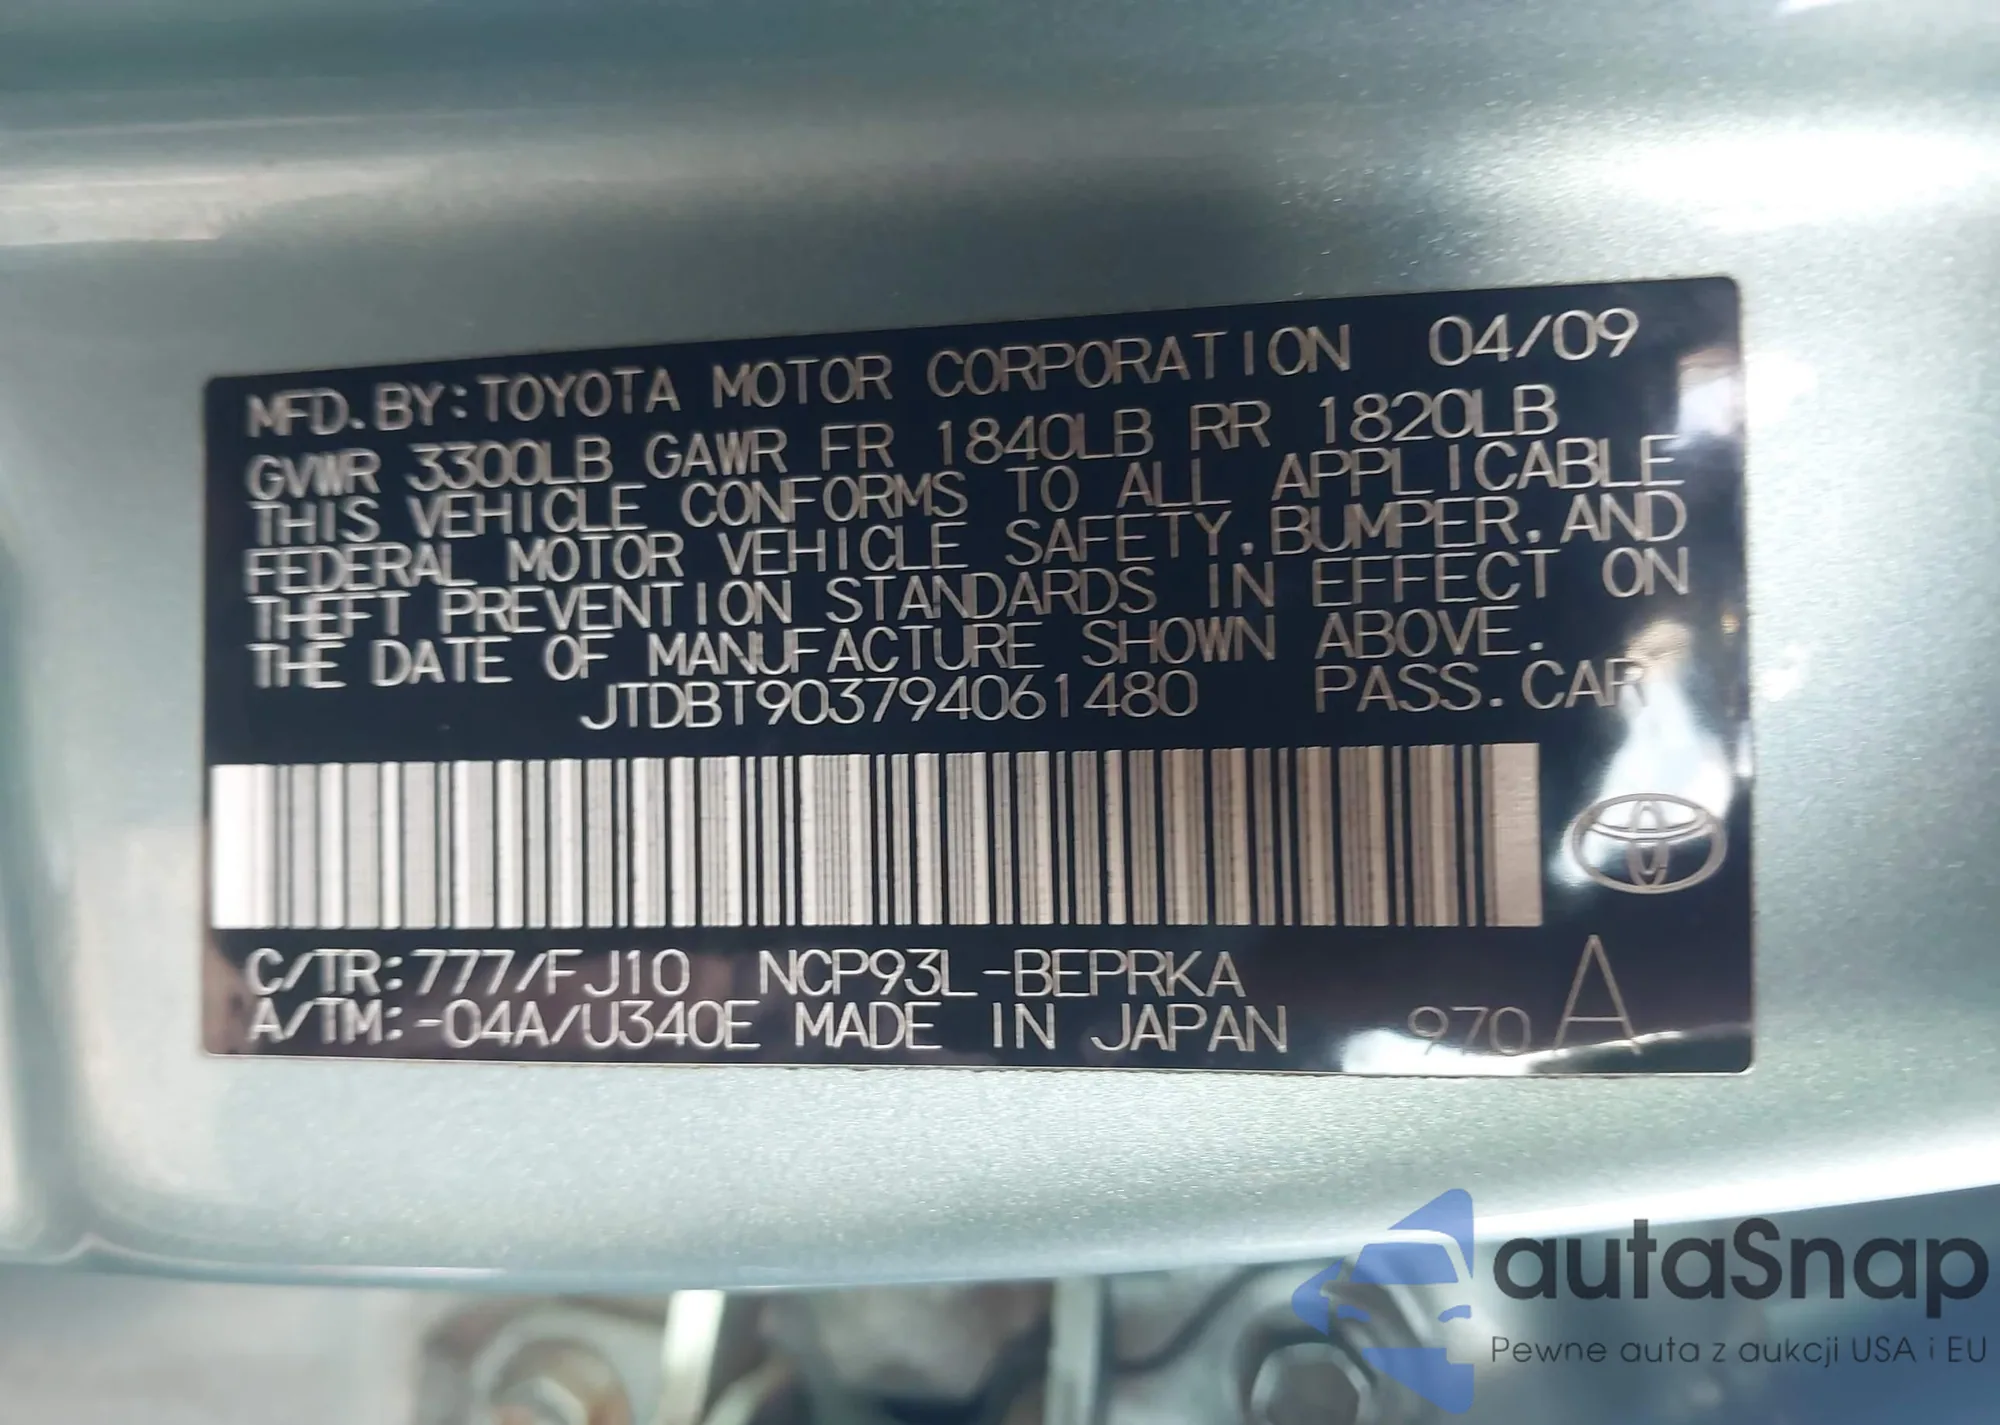 MFD. BY: TOYOTA MOTOR CORPORATION 04/09
GVWR 3300LB GAWR FR 1840LB RR 1820LB
THIS VEHICLE CONFORMS TO ALL APPLICABLE
FEDERAL MOTOR VEHICLE SAFETY, BUMPER, AND
THEFT PREVENTION STANDARDS IN EFFECT ON
THE DATE OF MANUFACTURE SHOWN ABOVE.
JTDBT903794061480 PASS. CAR
C/TR: 777/FJ10 NCP93L-BEPRKA
A/TM: -04A/U340E MADE IN JAPAN 970 A
autaSnap
Pewne auta z aukcji USA i EU